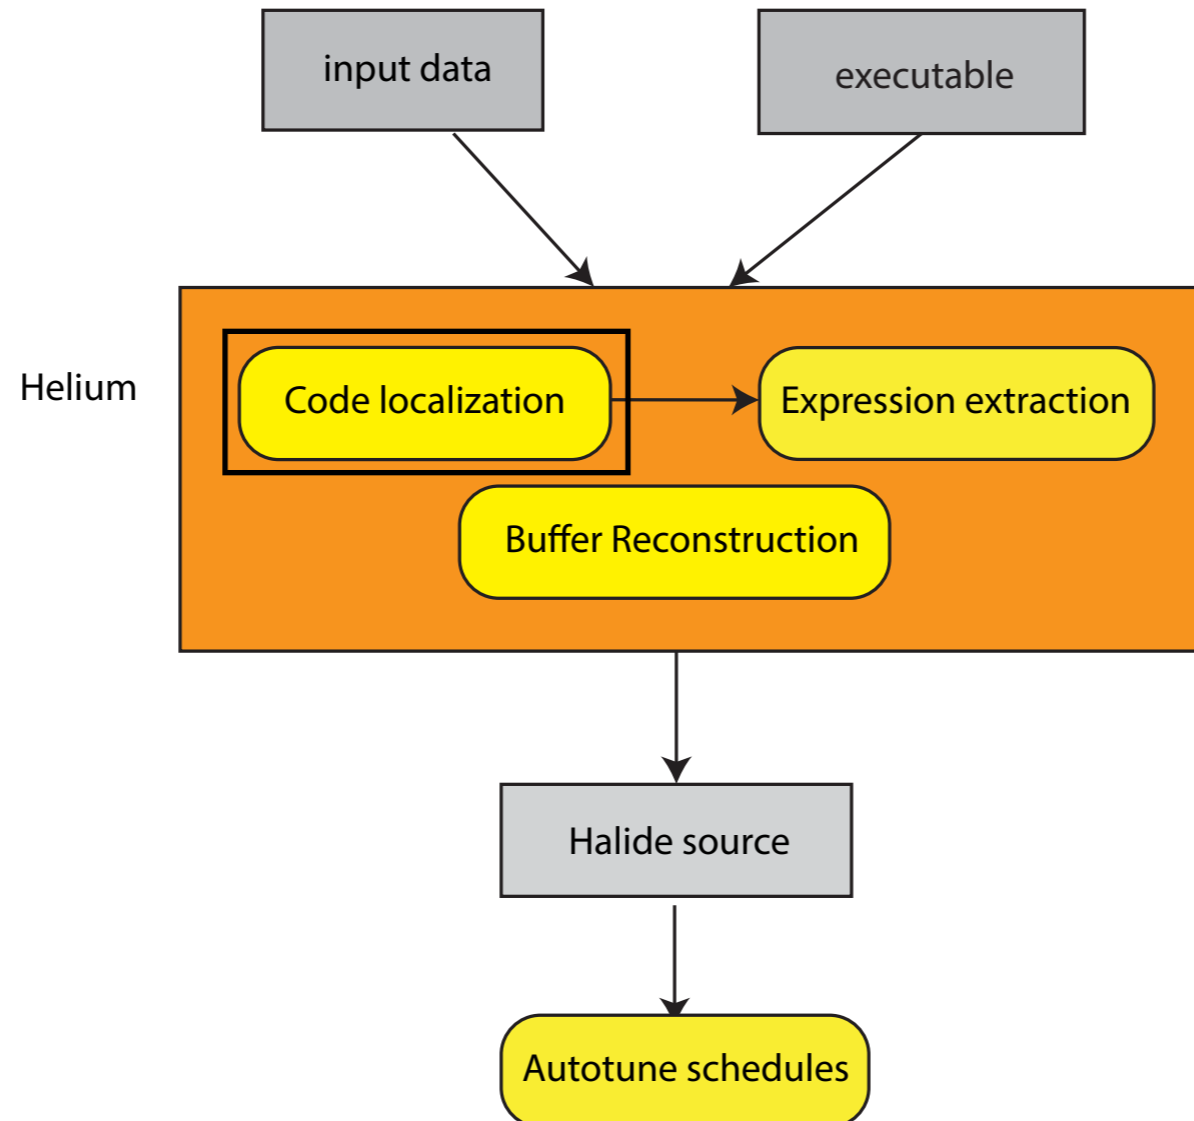 input data
executable
Helium
Code localization
Expression extraction
Buffer Reconstruction
Halide source
Autotune schedules